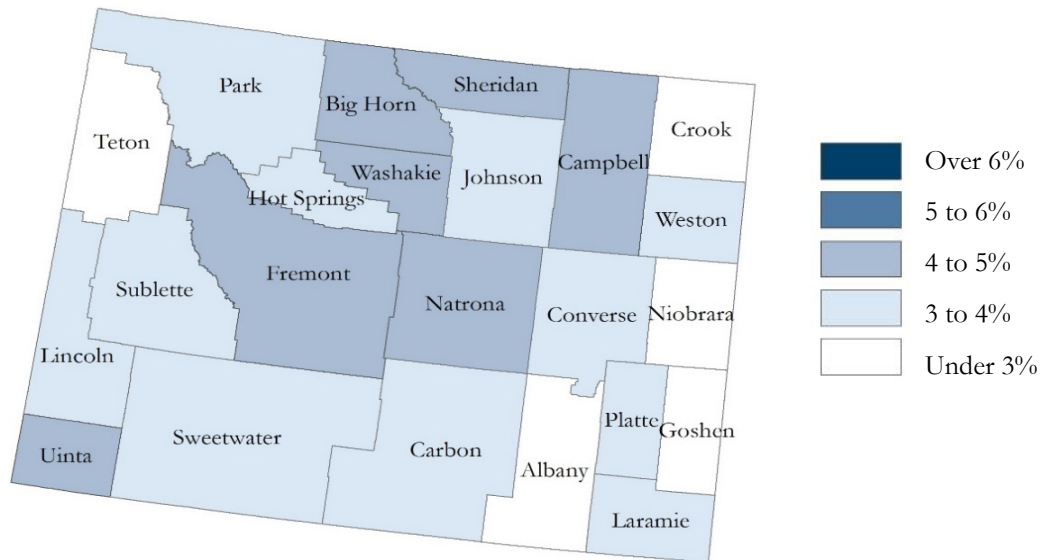 Park
Sheridan
Big Horn
Crook
Teton
Washakie
Campbell
Johnson
Hot Springs
Weston
Fremont
Sublette
Natrona
Converse
Niobrara
Lincoln
Platte
Goshen
Sweetwater
Carbon
Uinta
Albany
Laramie
Over 6%
5 to 6%
4 to 5%
3 to 4%
Under 3%